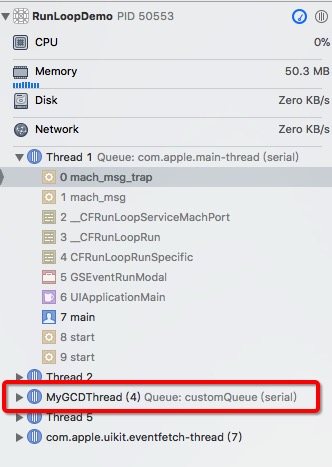 RunLoopDemo PID 50553
CPU 0%
Memory 50.3 MB
Disk Zero KB/s
Network Zero KB/s
Thread 1 Queue: com.apple.main-thread (serial)
0 mach_msg_trap
1 mach_msg
2 __CFRunLoopServiceMachPort
3 __CFRunLoopRun
4 CFRunLoopRunSpecific
5 GSEventRunModal
6 UIApplicationMain
7 main
8 start
9 start
Thread 2
MyGCDThread (4) Queue: customQueue (serial)
Thread 5
com.apple.uikit.eventfetch-thread (7)